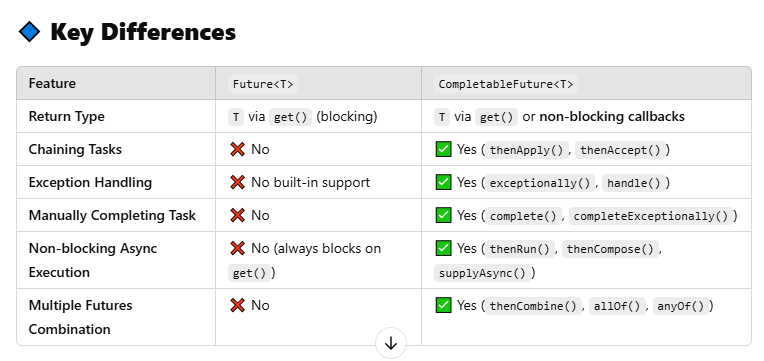 Key Differences
Feature Future<T> CompletableFuture<T>
Return Type T via get() (blocking) T via get() or non-blocking callbacks
Chaining Tasks ❌ No ✅ Yes (thenApply(), thenAccept())
Exception Handling ❌ No built-in support ✅ Yes (exceptionally(), handle())
Manually Completing Task ❌ No ✅ Yes (complete(), completeExceptionally())
Non-blocking Async ❌ No (always blocks on ✅ Yes (thenRun(), thenCompose(),
Execution get()) supplyAsync())
Multiple Futures ❌ No ✅ Yes (thenCombine(), allOf(), anyOf())
Combination